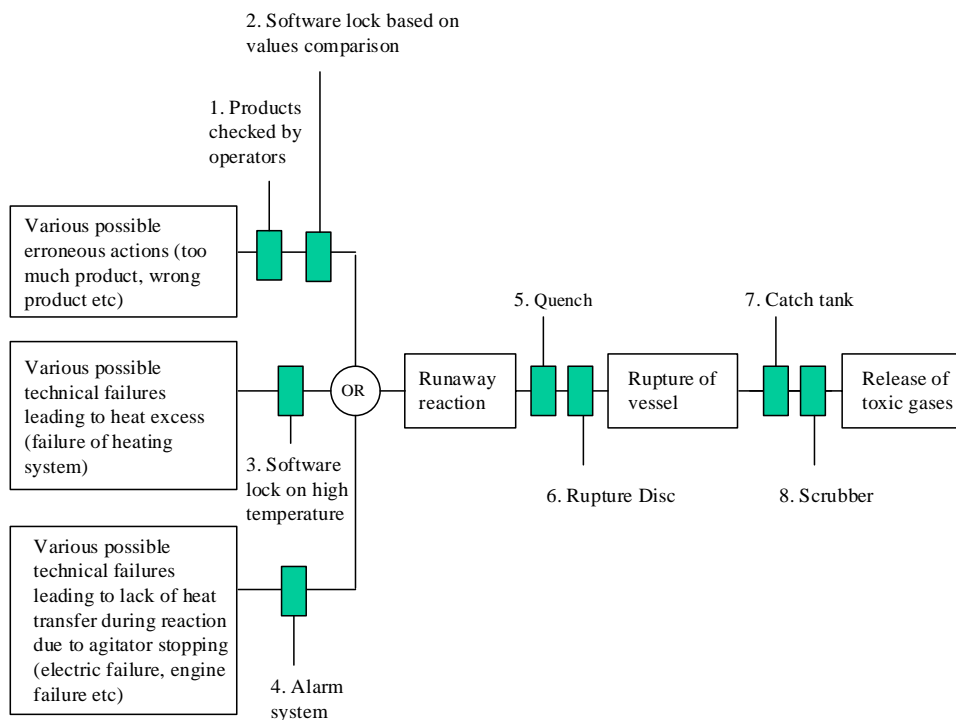 2. Software lock based on
values comparison
1. Products
checked by
operators
Various possible
erroneous actions (too
much product, wrong
product etc)
5. Quench
7. Catch tank
Various possible
technical failures
leading to heat excess
(failure of heating
system)
OR
Runaway
reaction
Rupture of
vessel
Release of
toxic gases
3. Software
lock on high
temperature
6. Rupture Disc
8. Scrubber
Various possible
technical failures
leading to lack of heat
transfer during reaction
due to agitator stopping
(electric failure, engine
failure etc)
4. Alarm
system